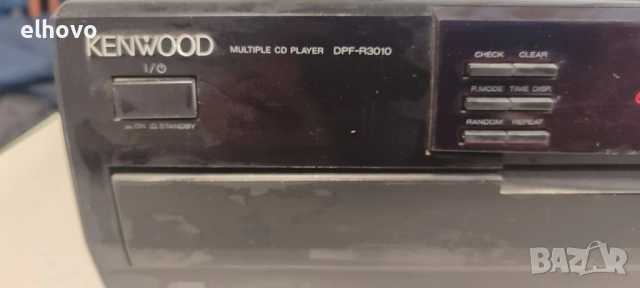 elhovo
KENWOOD MULTIPLE CD PLAYER DPF-R3010
I/⏻
ON STANDBY
CHECK CLEAR
P.MODE TIME DISP.
RANDOM REPEAT
BAZAR